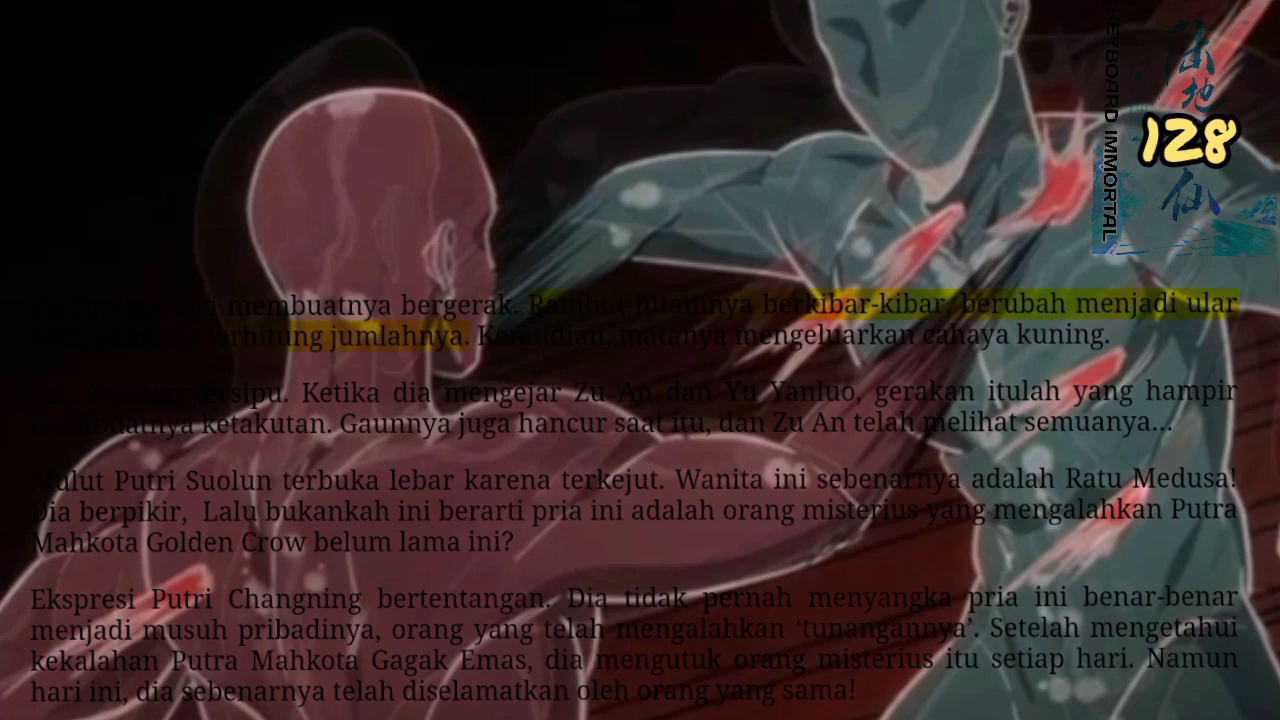 KEYBOARD IMMORTAL
陆地
仙
128
membuatnya bergerak. Rambut hitamnya berkibar-kibar, berubah menjadi ular
terhitung jumlahnya. Kemudian, matanya mengeluarkan cahaya kuning.
tersipu. Ketika dia mengejar Zu An dan Yu Yanluo, gerakan itulah yang hampir
membuatnya ketakutan. Gaunnya juga hancur saat itu, dan Zu An telah melihat semuanya...
Mulut Putri Suolun terbuka lebar karena terkejut. Wanita ini sebenarnya adalah Ratu Medusa!
Dia berpikir, Lalu bukankah ini berarti pria ini adalah orang misterius yang mengalahkan Putra
Mahkota Golden Crow belum lama ini?
Ekspresi Putri Changning bertentangan. Dia tidak pernah menyangka pria ini benar-benar
menjadi musuh pribadinya, orang yang telah mengalahkan ‘tunangannya’. Setelah mengetahui
kekalahan Putra Mahkota Gagak Emas, dia mengutuk orang misterius itu setiap hari. Namun
hari ini, dia sebenarnya telah diselamatkan oleh orang yang sama!